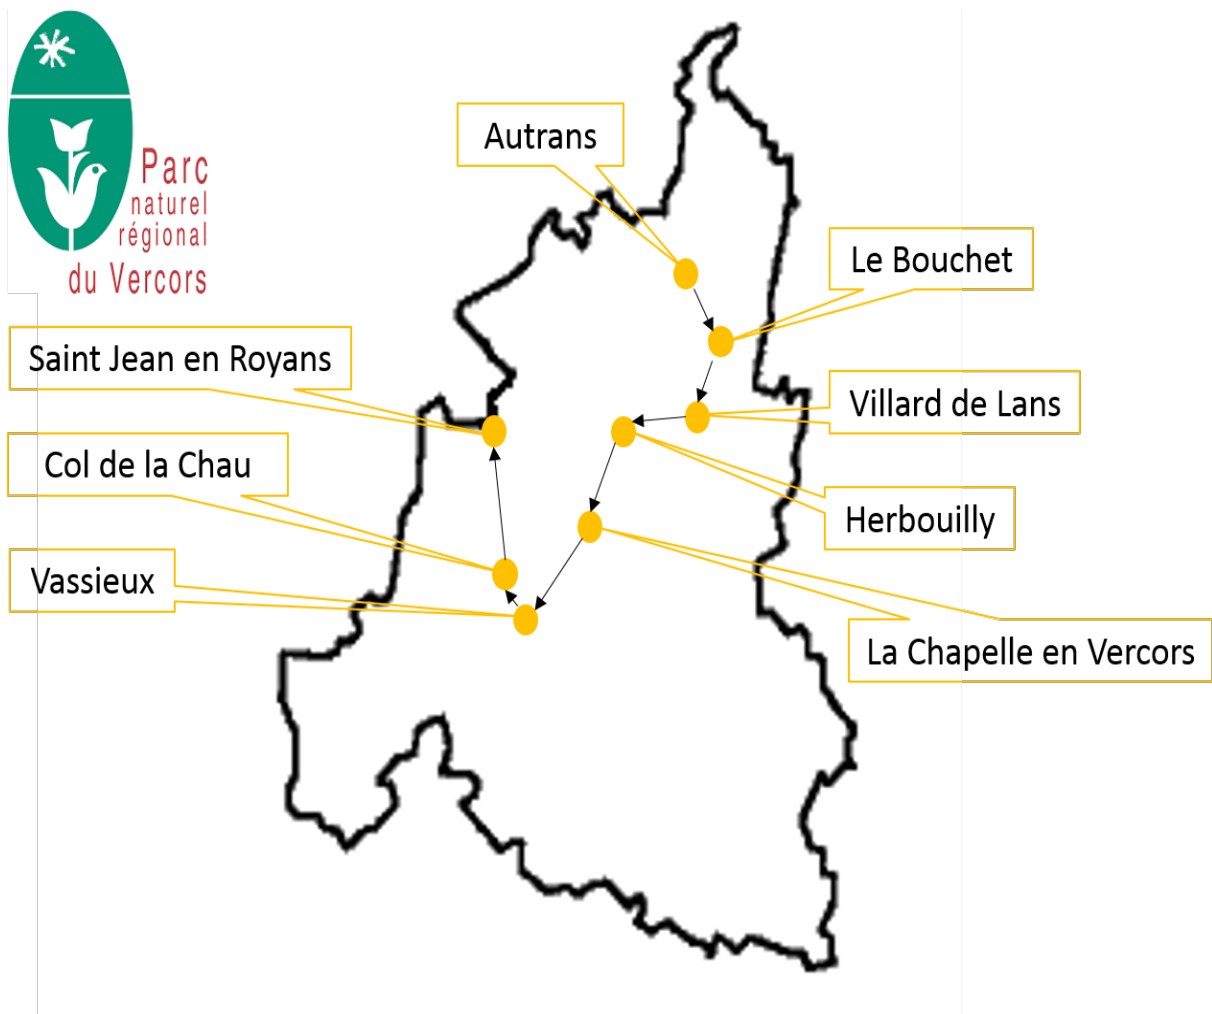 Parc
naturel
régional
du Vercors
Autrans
Le Bouchet
Saint Jean en Royans
Villard de Lans
Col de la Chau
Herbouilly
Vassieux
La Chapelle en Vercors